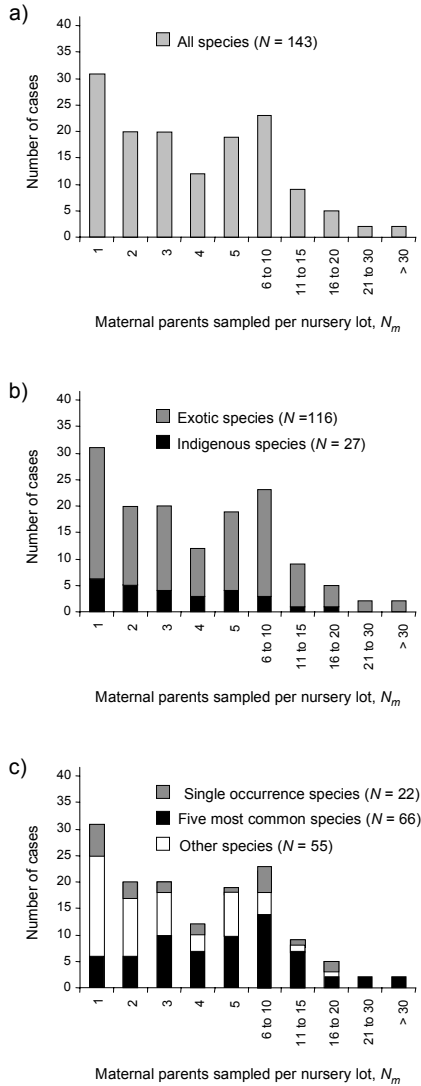 a)
All species (N = 143)
Number of cases
40
35
30
25
20
15
10
5
0
1
2
3
4
5
6 to 10
11 to 15
16 to 20
21 to 30
> 30
Maternal parents sampled per nursery lot, Nm
b)
Exotic species (N =116)
Indigenous species (N = 27)
Number of cases
40
35
30
25
20
15
10
5
0
1
2
3
4
5
6 to 10
11 to 15
16 to 20
21 to 30
> 30
Maternal parents sampled per nursery lot, Nm
c)
Single occurrence species (N = 22)
Five most common species (N = 66)
Other species (N = 55)
Number of cases
40
35
30
25
20
15
10
5
0
1
2
3
4
5
6 to 10
11 to 15
16 to 20
21 to 30
> 30
Maternal parents sampled per nursery lot, Nm